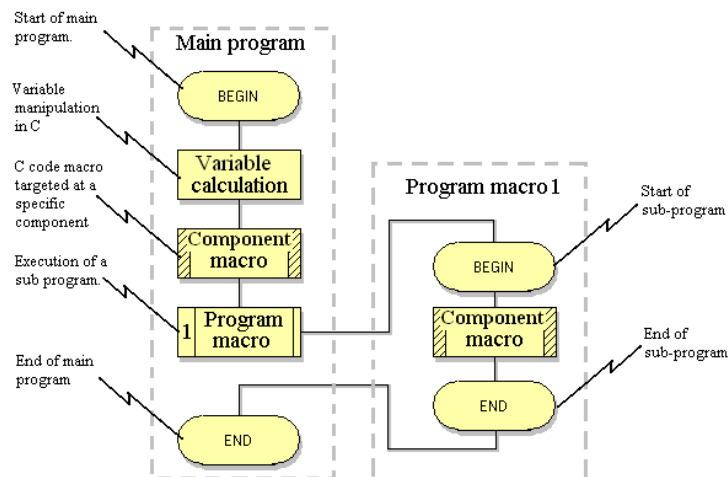 Start of main
program.
Main program
BEGIN
Variable
manipulation
in C
Variable
calculation
C code macro
targeted at a
specific
component
Component
macro
Execution of a
sub program.
1
Program
macro
End of main
program
END
Program macro 1
Start of
sub-program
BEGIN
Component
macro
End of
sub-program
END